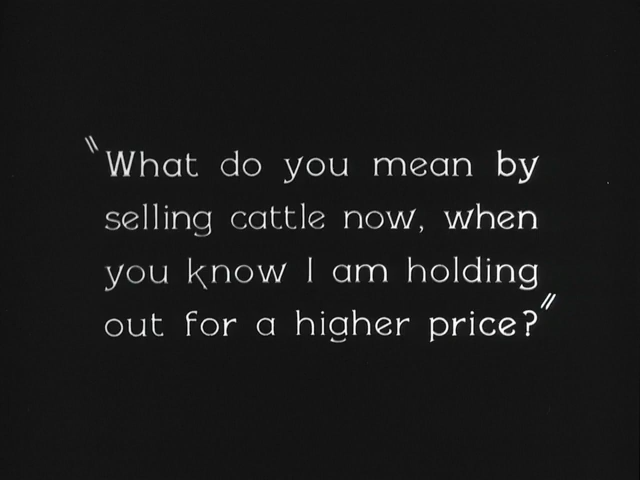 "What do you mean by
selling cattle now, when
you know I am holding
out for a higher price?"